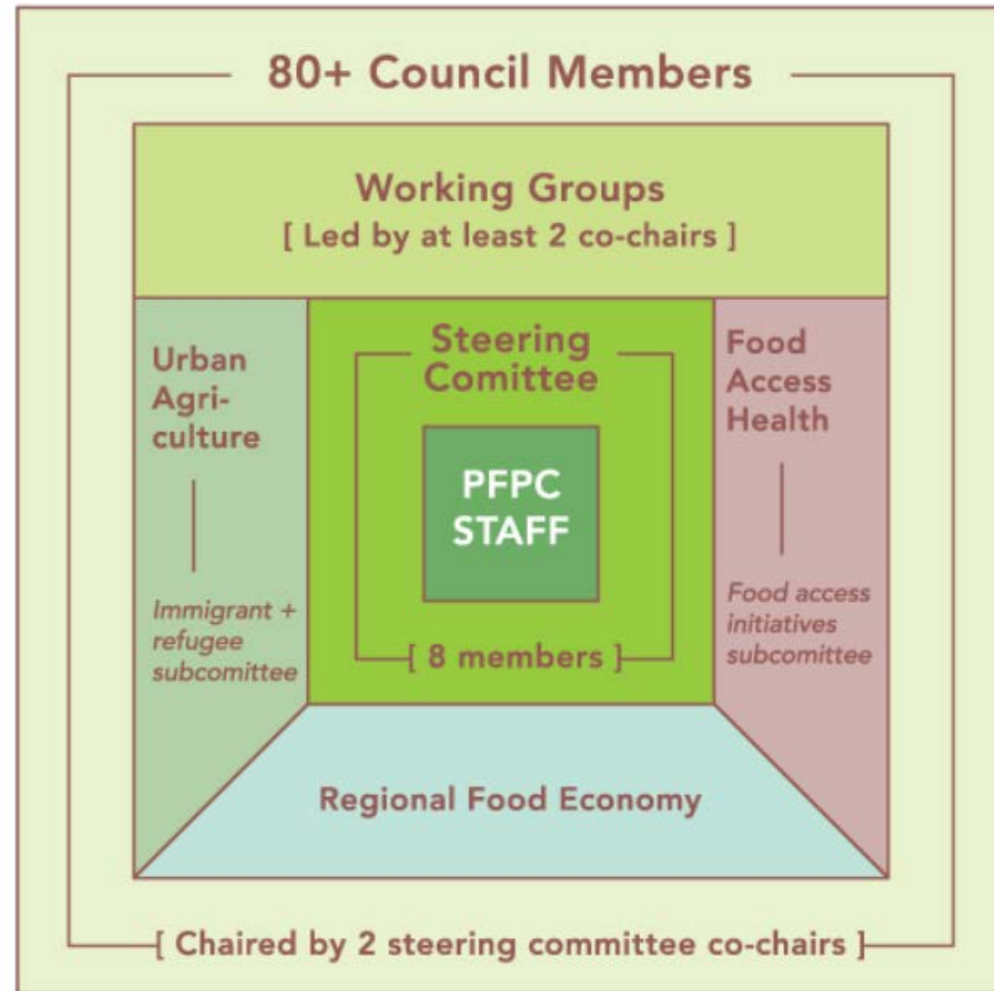 80+ Council Members
Working Groups
[ Led by at least 2 co-chairs ]
Urban
Agri-
culture
Immigrant +
refugee
subcomittee
Steering
Comittee
PFPC
STAFF
[ 8 members ]
Food
Access
Health
Food access
initiatives
subcomittee
Regional Food Economy
[ Chaired by 2 steering committee co-chairs ]